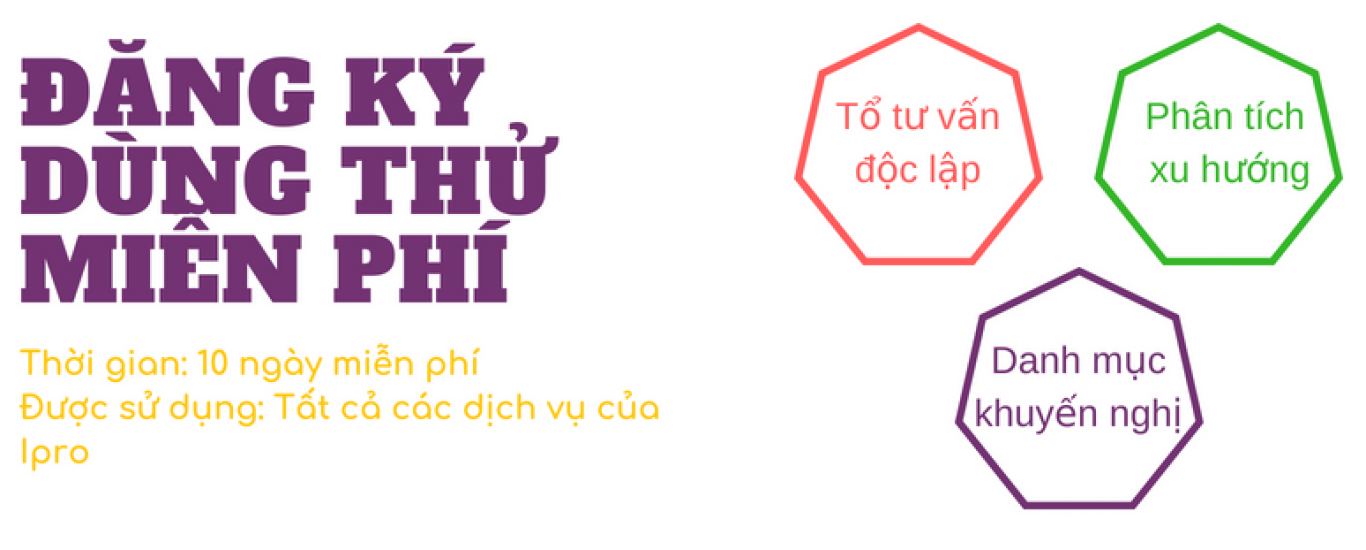 ĐĂNG KÝ
DÙNG THỬ
MIỄN PHÍ
Thời gian: 10 ngày miễn phí
Được sử dụng: Tất cả các dịch vụ của
Ipro
Tổ tư vấn
độc lập
Phân tích
xu hướng
Danh mục
khuyến nghị